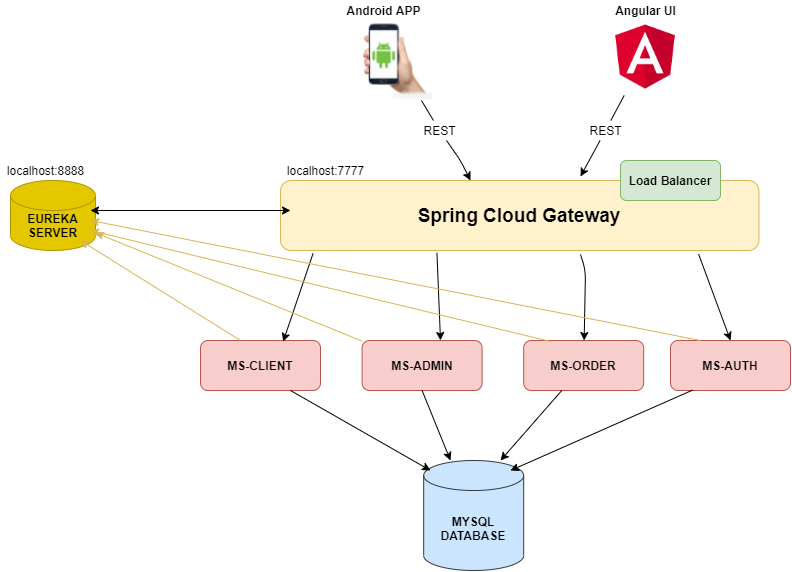 Android APP
Angular UI
REST
REST
localhost:8888
localhost:7777
Load Balancer
EUREKA
SERVER
Spring Cloud Gateway
MS-CLIENT
MS-ADMIN
MS-ORDER
MS-AUTH
MYSQL
DATABASE